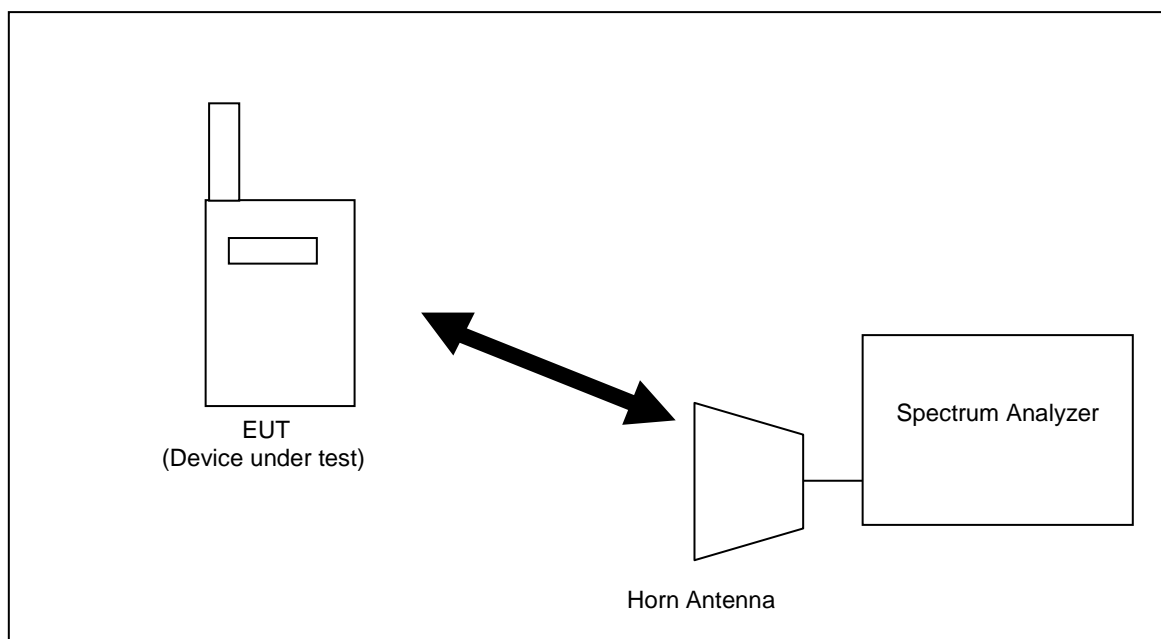 EUT
(Device under test)
Spectrum Analyzer
Horn Antenna